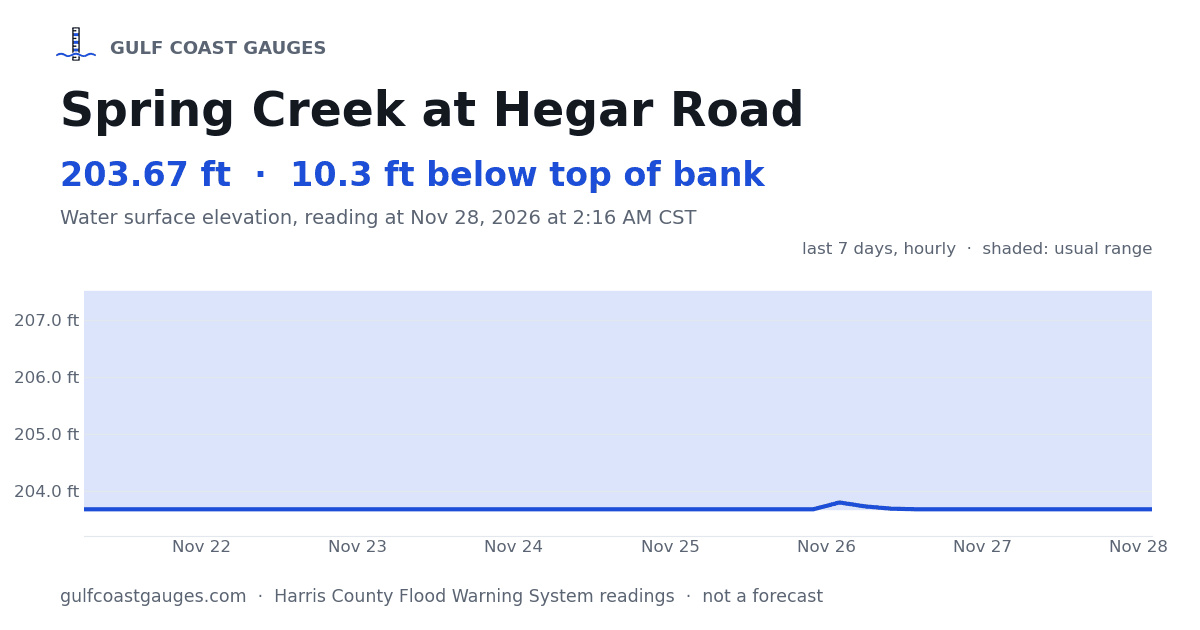 GULF COAST GAUGES
Spring Creek at Hegar Road
203.67 ft · 10.3 ft below top of bank
Water surface elevation, reading at Nov 28, 2026 at 2:16 AM CST
last 7 days, hourly · shaded: usual range
207.0 ft
206.0 ft
205.0 ft
204.0 ft
Nov 22 Nov 23 Nov 24 Nov 25 Nov 26 Nov 27 Nov 28
gulfcoastgauges.com · Harris County Flood Warning System readings · not a forecast